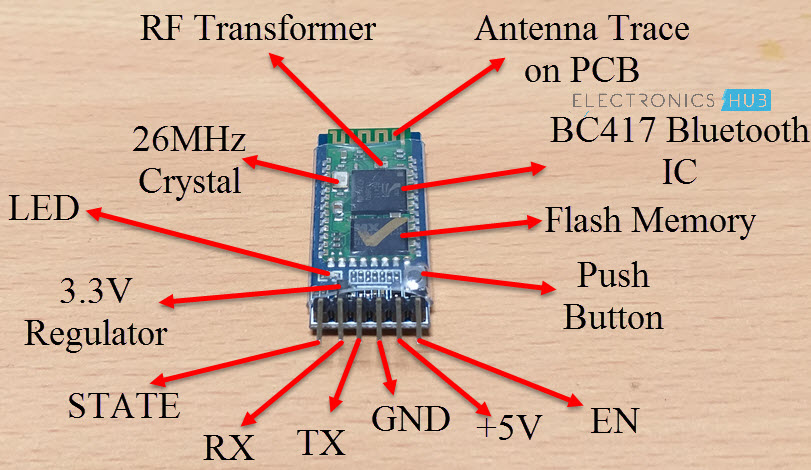 RF Transformer
Antenna Trace
on PCB
ELECTRONICS HUB
26MHz
Crystal
BC417 Bluetooth
IC
LED
Flash Memory
3.3V
Regulator
Push
Button
STATE
RX
TX
GND
+5V
EN